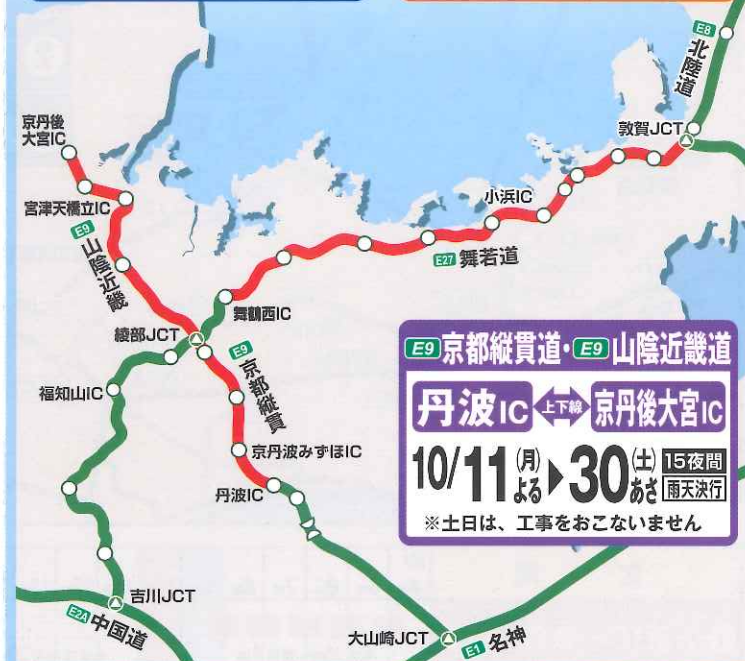 E8 北陸道
京丹後
大宮IC
敦賀JCT
宮津天橋立IC
小浜IC
E9 山陰近畿
E27 舞若道
舞鶴西IC
綾部JCT
E9 京都縦貫
福知山IC
京丹波みずほIC
丹波IC
吉川JCT
E2A 中国道
大山崎JCT
E1 名神
E9 京都縦貫道・E9 山陰近畿道
丹波IC 上下線 京丹後大宮IC
10/11(月)よる▶30(土)あさ 15夜間
雨天決行
※土日は、工事をおこないません